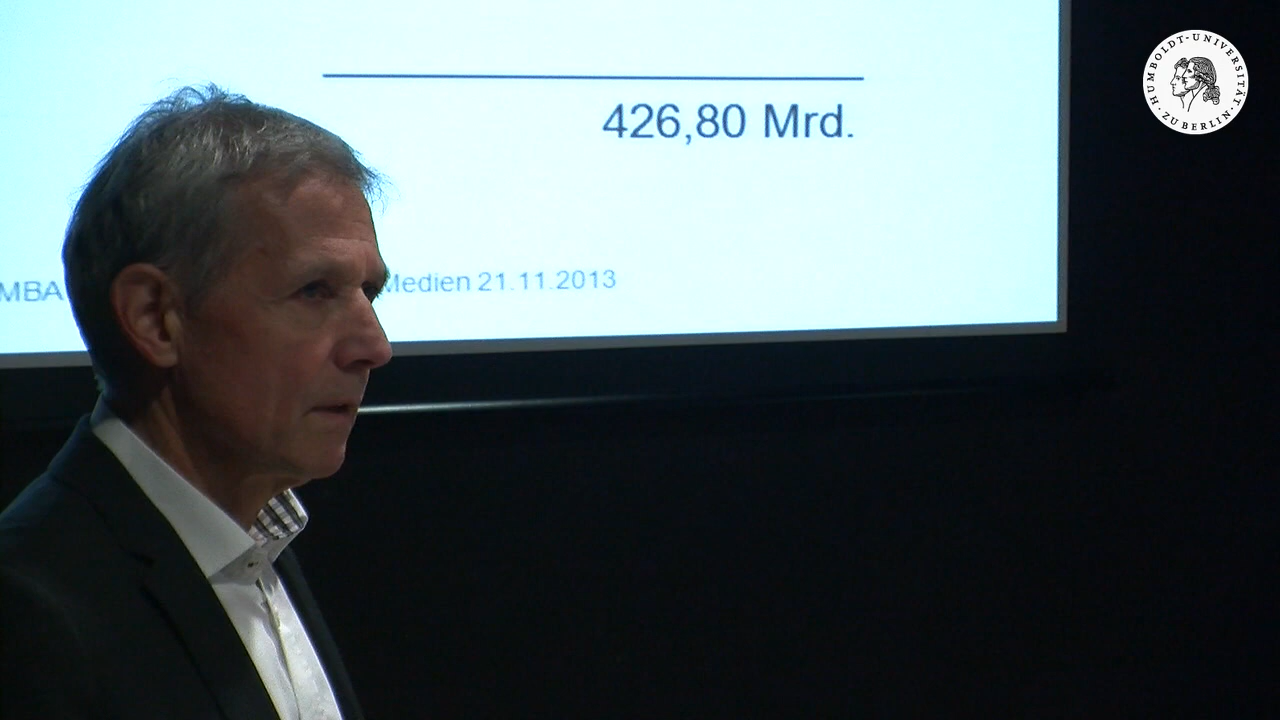 426,80 Mrd.
MBA Medien 21.11.2013
HUMBOLDT-UNIVERSITÄT
ZU BERLIN